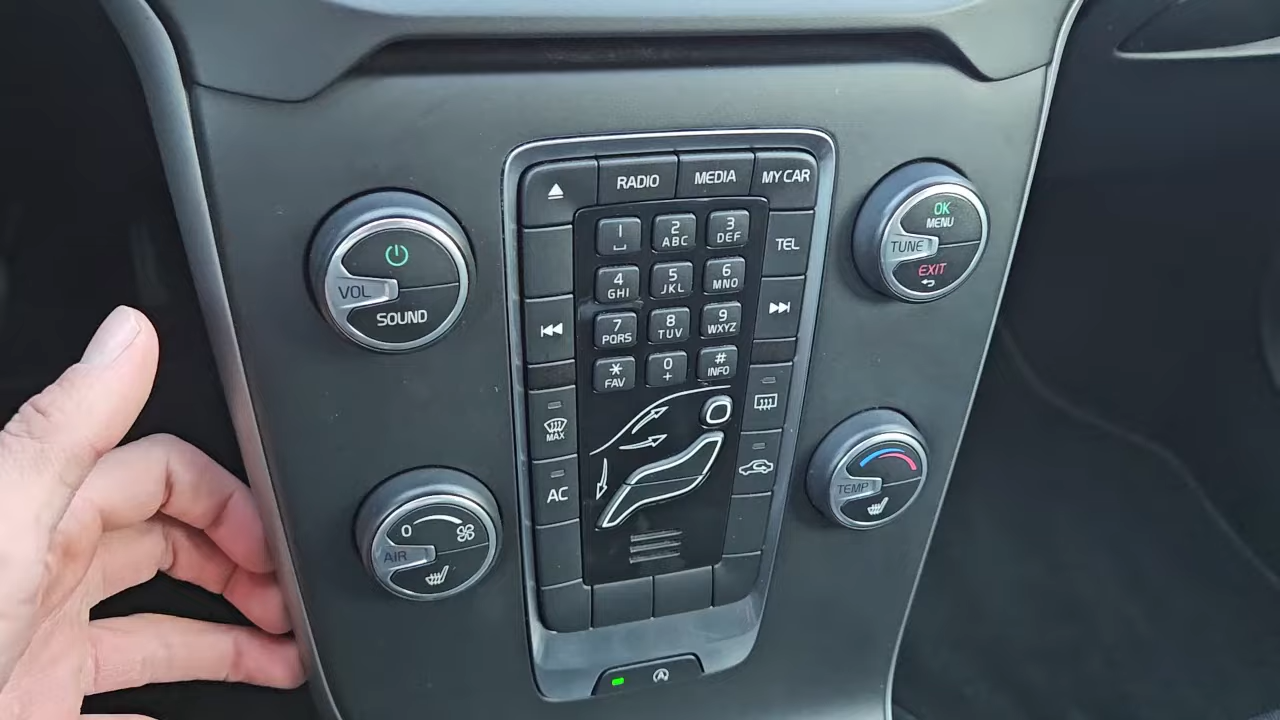 RADIO
MEDIA
MY CAR
1
2
ABC
3
DEF
TEL
4
GHI
5
JKL
6
MNO
7
PQRS
8
TUV
9
WXYZ
*
FAV
0
+
#
INFO
MAX
AC
VOL
SOUND
OK
MENU
TUNE
EXIT
0
AIR
TEMP
A